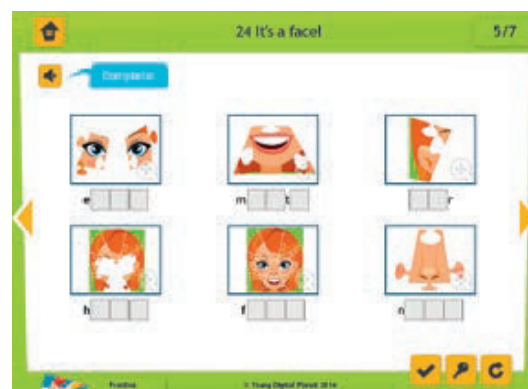 24 It's a face!
5/7
Complete.
e
m t
r
h
f
n
© Young Digital Planet 2014